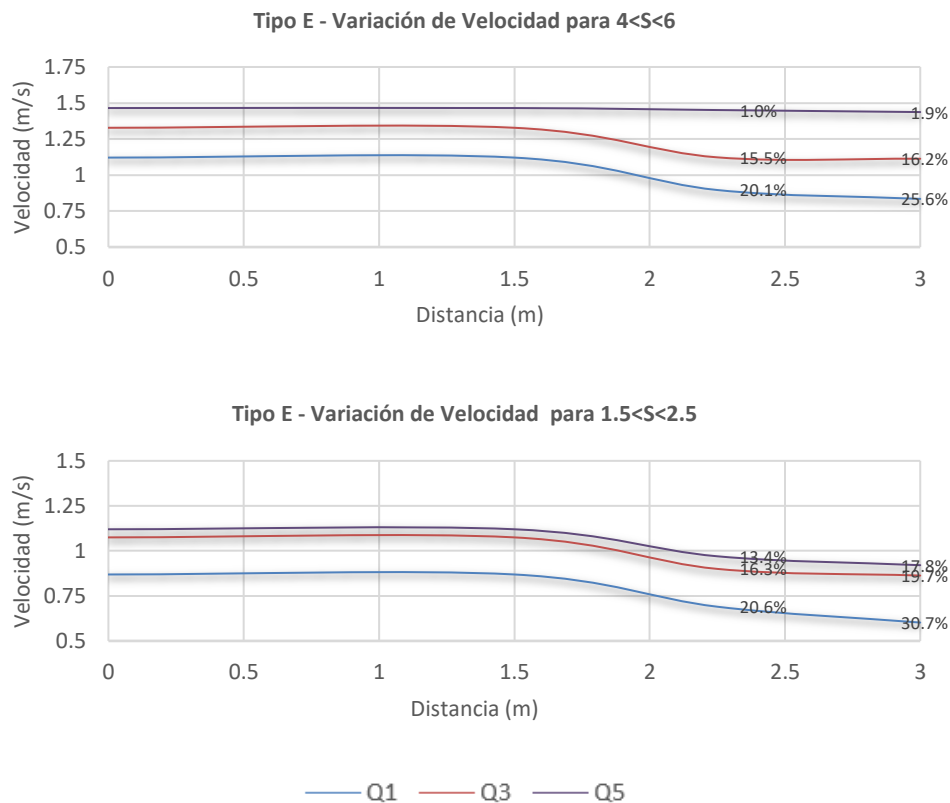 Tipo E - Variación de Velocidad para 4<S<6
Velocidad (m/s)
1.75
1.5
1.25
1
0.75
0.5
1.0%
1.9%
15.5%
16.2%
20.1%
25.6%
0 0.5 1 1.5 2 2.5 3
Distancia (m)
Tipo E - Variación de Velocidad para 1.5<S<2.5
Velocidad (m/s)
1.5
1.25
1
0.75
0.5
13.4%
17.8%
16.3%
19.7%
20.6%
30.7%
0 0.5 1 1.5 2 2.5 3
Distancia (m)
Q1 Q3 Q5